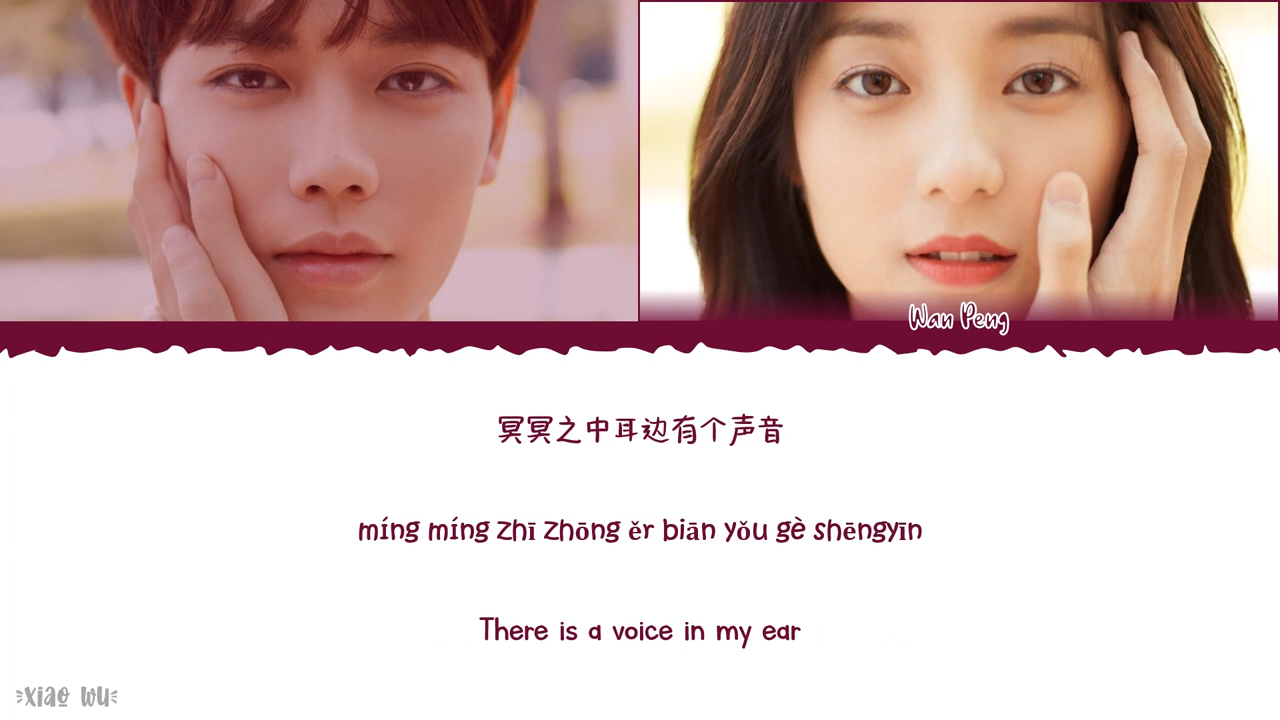 Wan Peng
冥冥之中耳边有个声音
míng míng zhī zhōng ěr biān yǒu gè shēngyīn
There is a voice in my ear
xiao wu